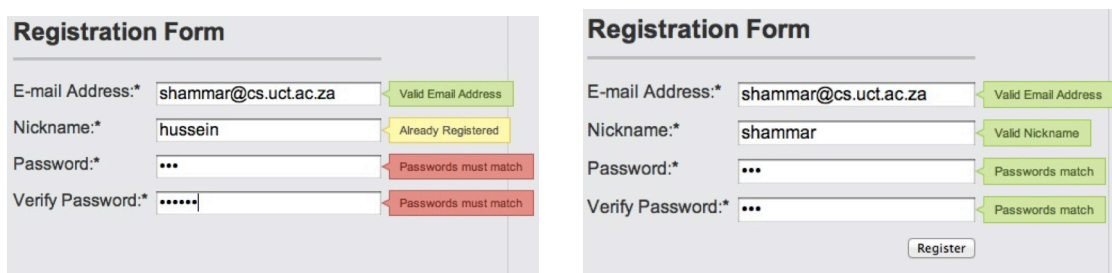 Registration Form
E-mail Address:* shammar@cs.uct.ac.za Valid Email Address
Nickname:* hussein Already Registered
Password:* ••• Passwords must match
Verify Password:* •••••• Passwords must match
Registration Form
E-mail Address:* shammar@cs.uct.ac.za Valid Email Address
Nickname:* shammar Valid Nickname
Password:* ••• Passwords match
Verify Password:* ••• Passwords match
Register